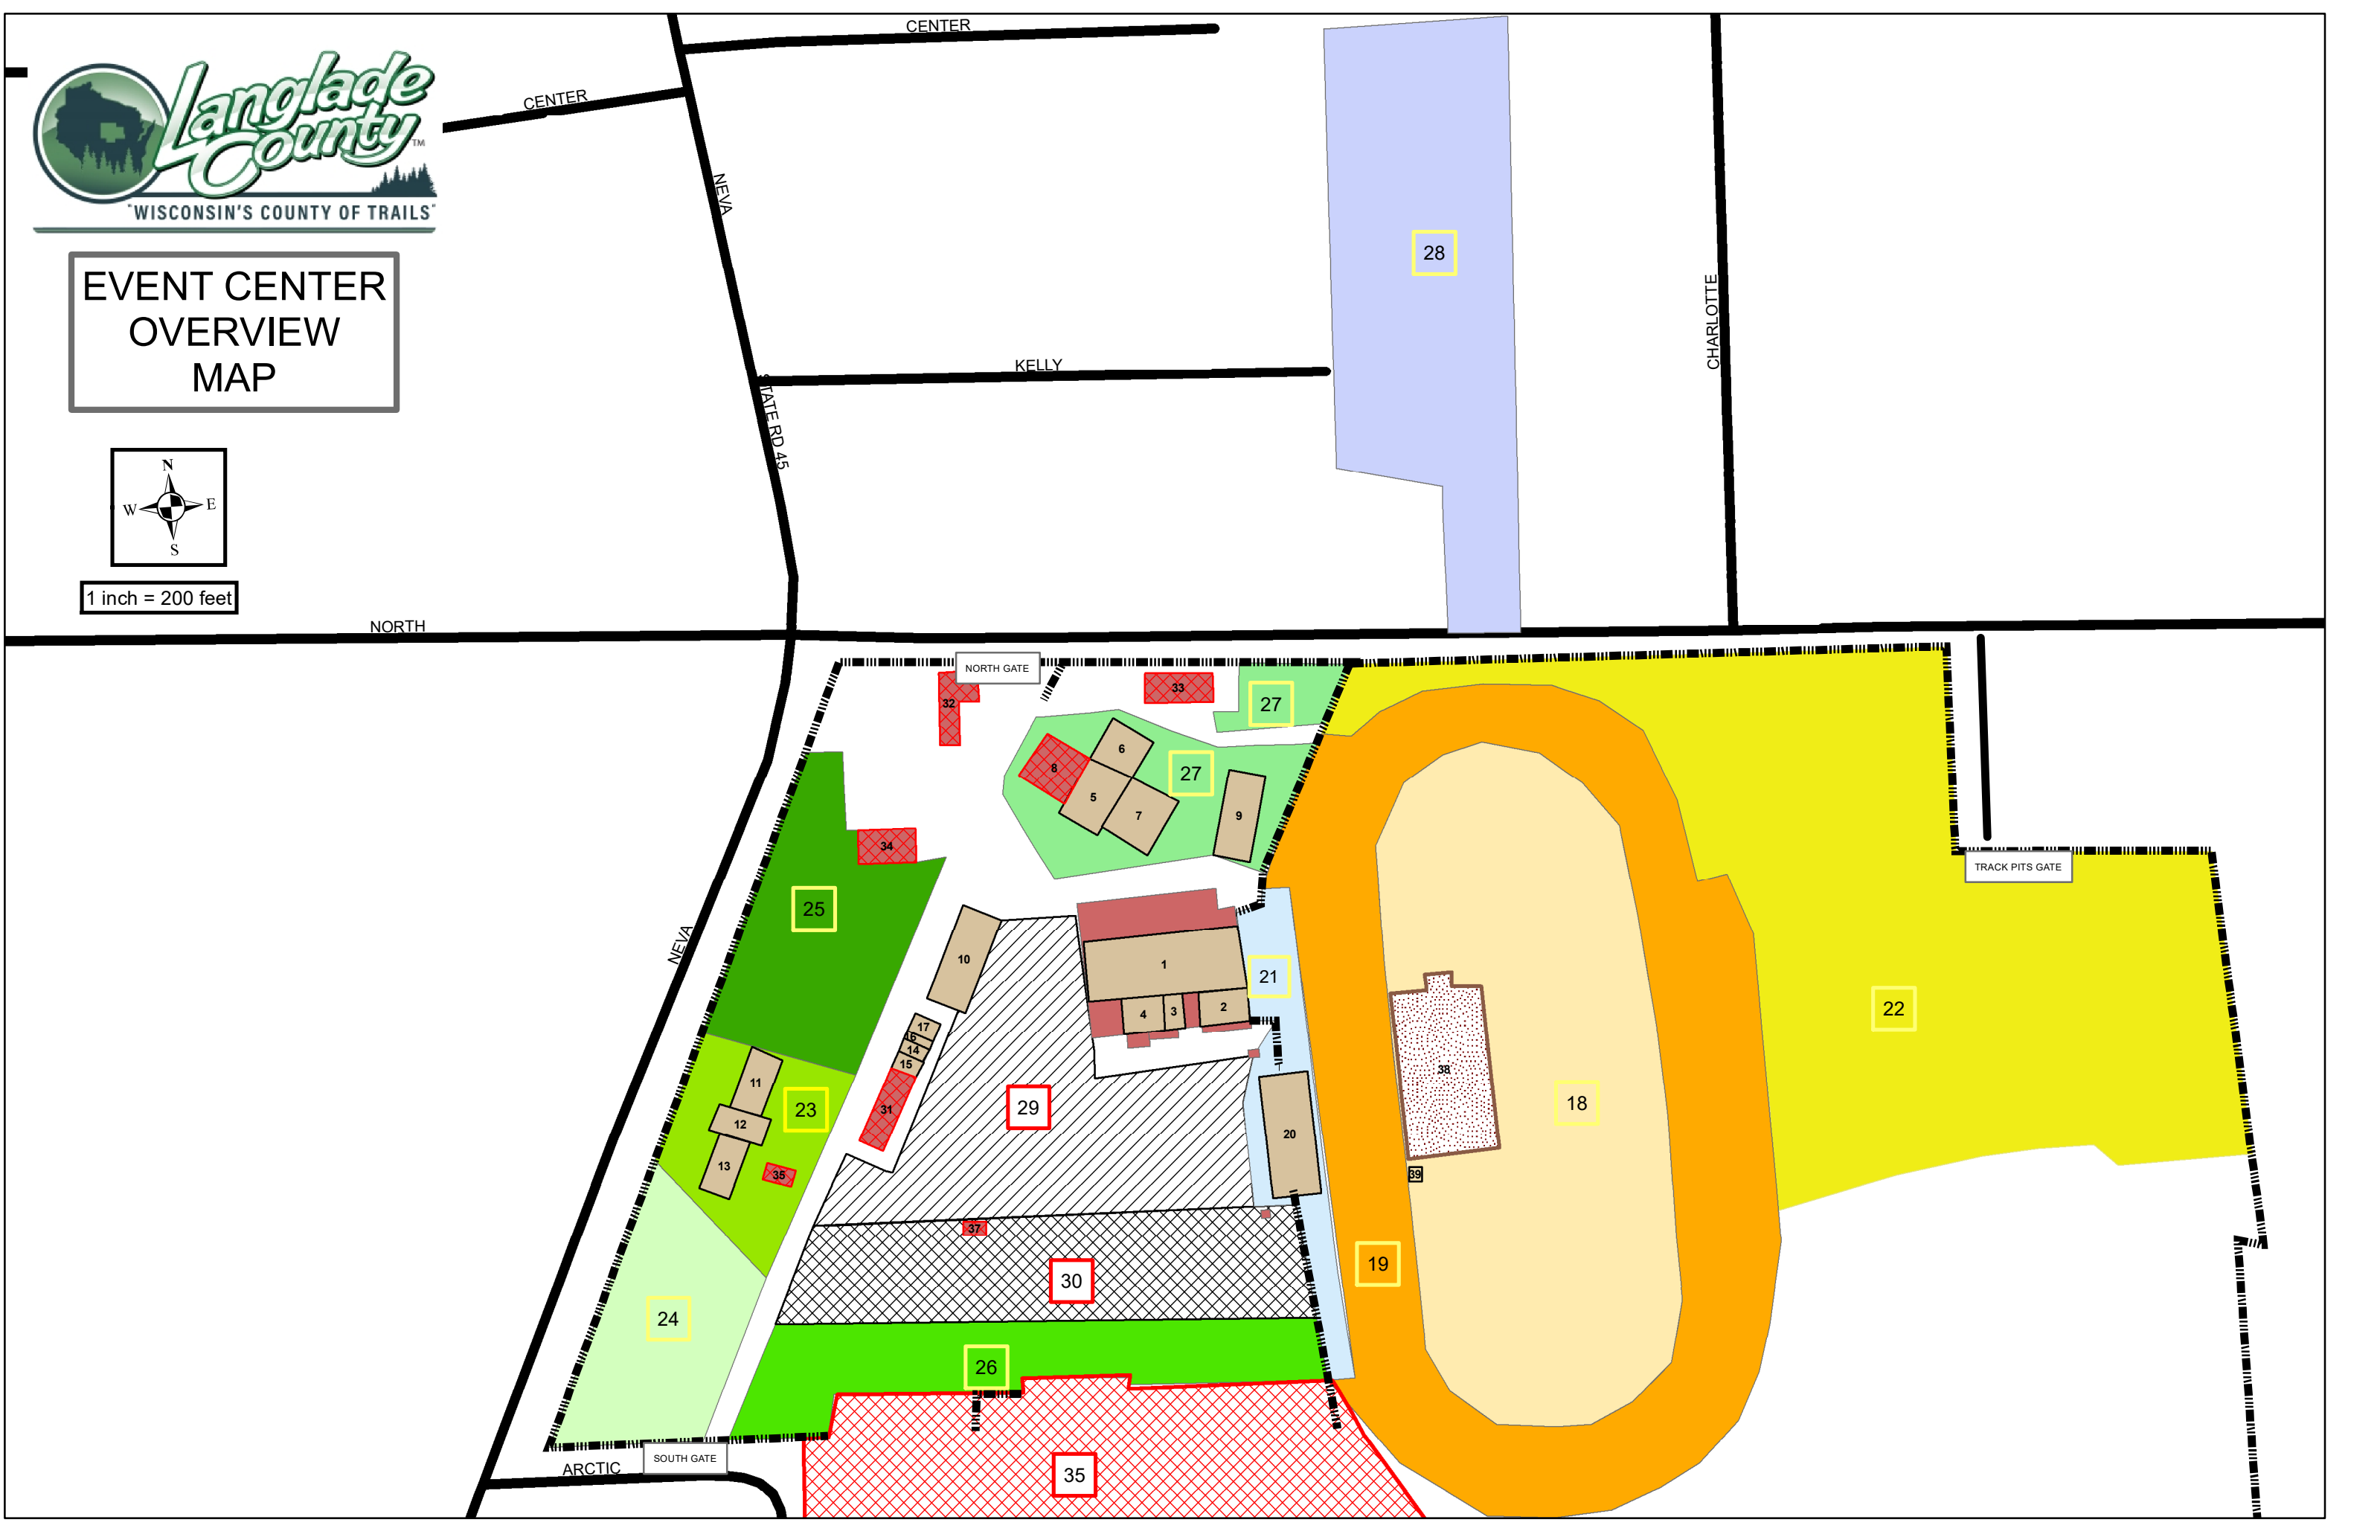 CENTER
Langlade
County™
"WISCONSIN'S COUNTY OF TRAILS"
CENTER
NEVA
EVENT CENTER
OVERVIEW
MAP
28
CHARLOTTE
KELLY
STATE RD 45
N
W E
S
1 inch = 200 feet
NORTH
NORTH GATE
32
33
27
6
8
27
5
7
9
34
TRACK PITS GATE
25
NEVA
10
1
21
22
17
16
14
15
4
3
2
38
11
23
29
31
18
12
20
13
35
39
37
19
30
24
26
ARCTIC
SOUTH GATE
35